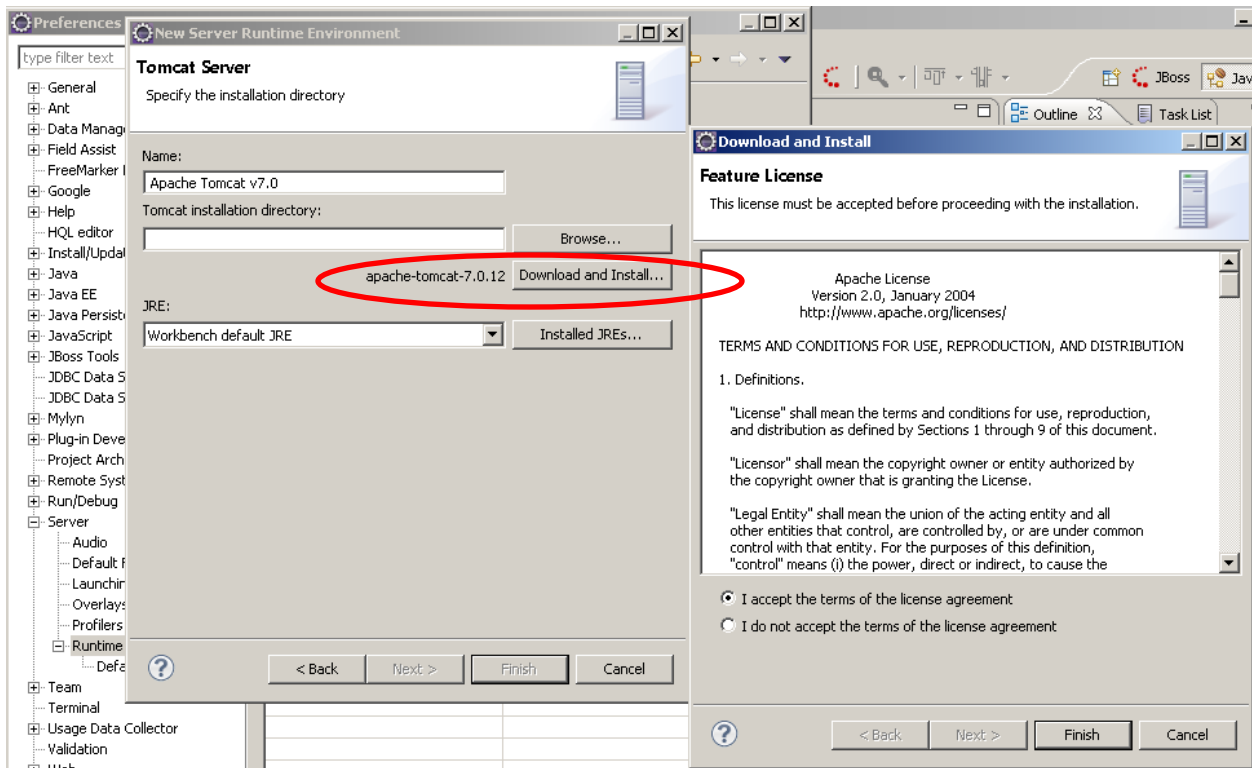 Preferences
type filter text
General
Ant
Data Manag
Field Assist
FreeMarker
Google
Help
HQL editor
Install/Updat
Java
Java EE
Java Persist
JavaScript
JBoss Tools
JDBC Data S
JDBC Data S
Mylyn
Plug-in Deve
Project Arch
Remote Syst
Run/Debug
Server
Audio
Default
Launchin
Overlays
Profilers
Runtime
Defa
Team
Terminal
Usage Data Collector
Validation
New Server Runtime Environment
Tomcat Server
Specify the installation directory
Name:
Apache Tomcat v7.0
Tomcat installation directory:
Browse...
apache-tomcat-7.0.12 Download and Install...
JRE:
Workbench default JRE Installed JREs...
? < Back Next > Finish Cancel
JBoss Jav
Outline Task List
Download and Install
Feature License
This license must be accepted before proceeding with the installation.
Apache License
Version 2.0, January 2004
http://www.apache.org/licenses/
TERMS AND CONDITIONS FOR USE, REPRODUCTION, AND DISTRIBUTION
1. Definitions.
"License" shall mean the terms and conditions for use, reproduction,
and distribution as defined by Sections 1 through 9 of this document.
"Licensor" shall mean the copyright owner or entity authorized by
the copyright owner that is granting the License.
"Legal Entity" shall mean the union of the acting entity and all
other entities that control, are controlled by, or are under common
control with that entity. For the purposes of this definition,
"control" means (i) the power, direct or indirect, to cause the
I accept the terms of the license agreement
I do not accept the terms of the license agreement
? < Back Next > Finish Cancel